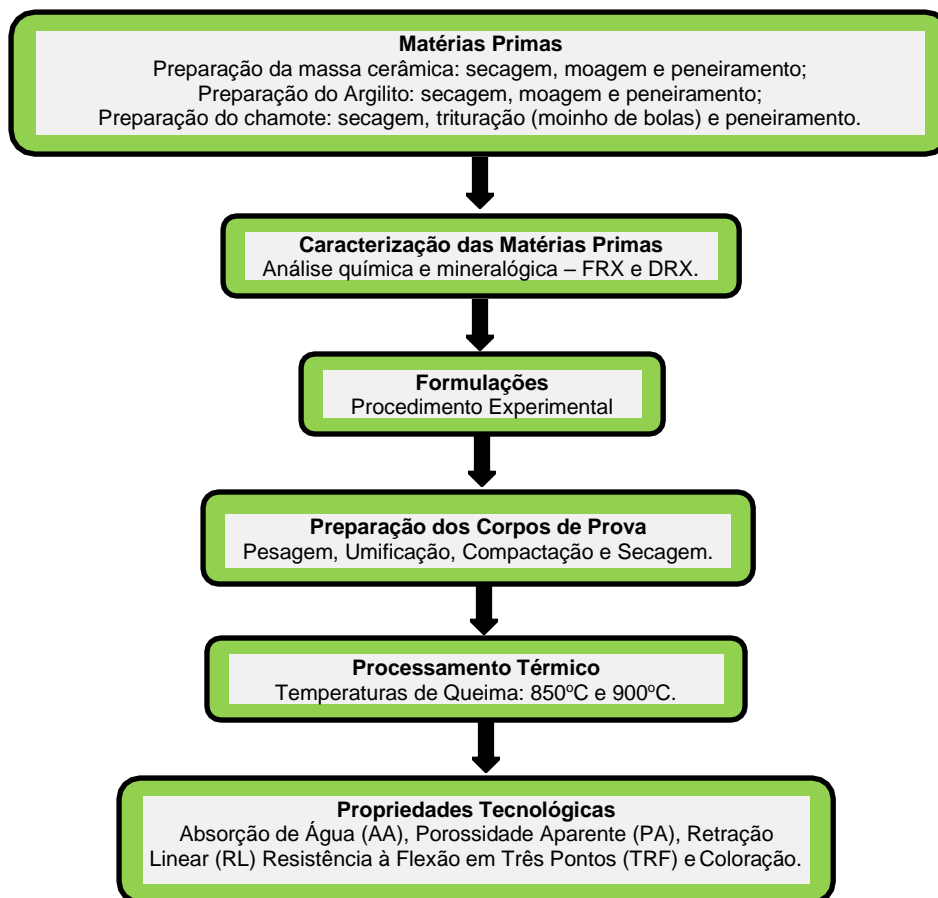 Matérias Primas
Preparação da massa cerâmica: secagem, moagem e peneiramento;
Preparação do Argilito: secagem, moagem e peneiramento;
Preparação do chamote: secagem, trituração (moinho de bolas) e peneiramento.
Caracterização das Matérias Primas
Análise química e mineralógica – FRX e DRX.
Formulações
Procedimento Experimental
Preparação dos Corpos de Prova
Pesagem, Umificação, Compactação e Secagem.
Processamento Térmico
Temperaturas de Queima: 850ºC e 900ºC.
Propriedades Tecnológicas
Absorção de Água (AA), Porossidade Aparente (PA), Retração
Linear (RL) Resistência à Flexão em Três Pontos (TRF) e Coloração.